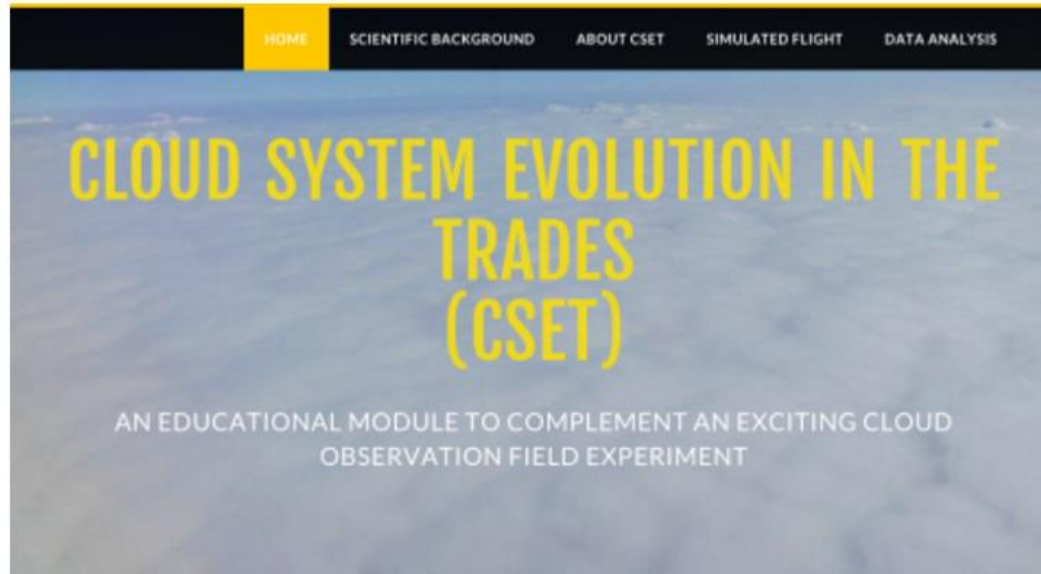 HOME SCIENTIFIC BACKGROUND ABOUT CSET SIMULATED FLIGHT DATA ANALYSIS
CLOUD SYSTEM EVOLUTION IN THE
TRADES
(CSET)
AN EDUCATIONAL MODULE TO COMPLEMENT AN EXCITING CLOUD
OBSERVATION FIELD EXPERIMENT